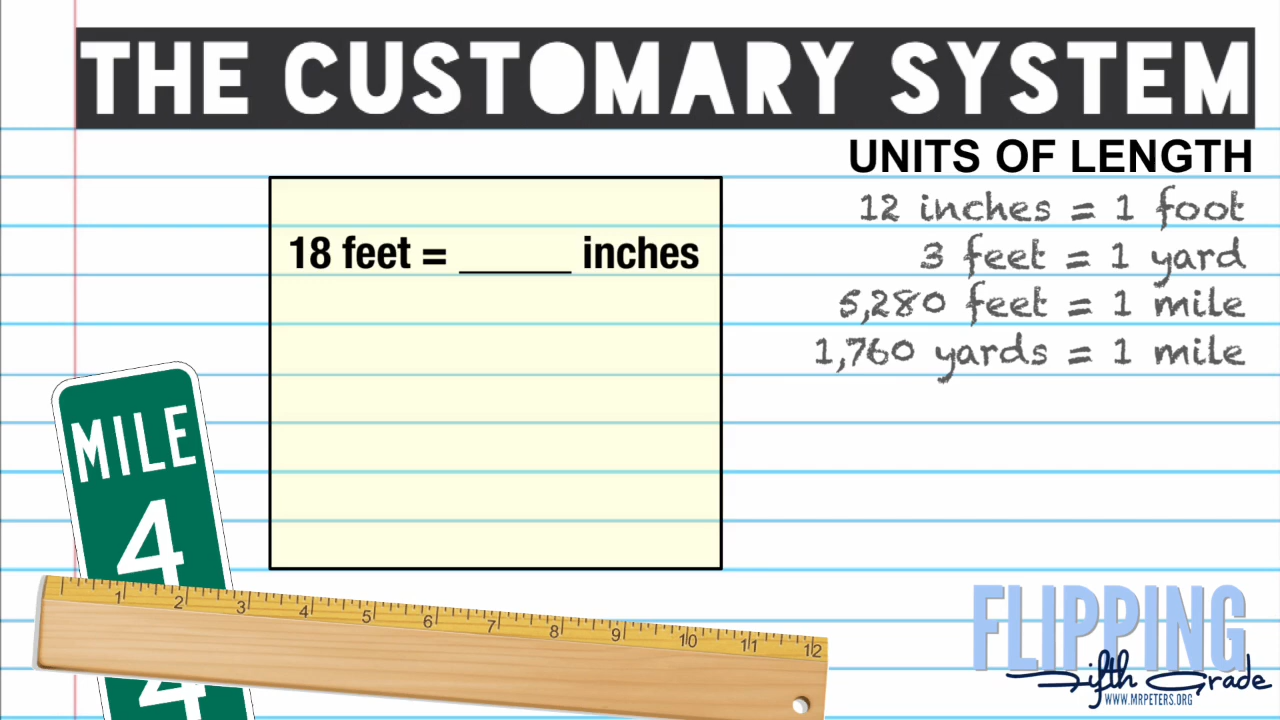 THE CUSTOMARY SYSTEM
UNITS OF LENGTH
12 inches = 1 foot
3 feet = 1 yard
5,280 feet = 1 mile
1,760 yards = 1 mile
18 feet = _____ inches
MILE
4
4
1 2 3 4 5 6 7 8 9 10 11 12
FLIPPING
Fifth Grade
WWW.MRPETERS.ORG